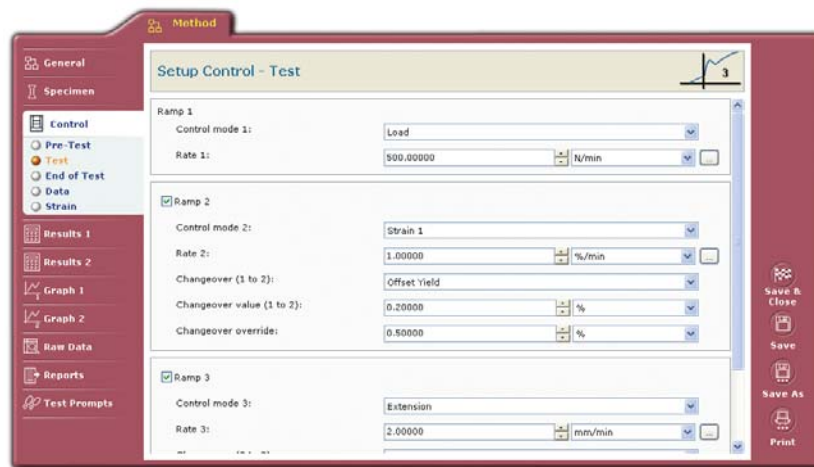 Method
General
Specimen
Control
Pre-Test
Test
End of Test
Data
Strain
Results 1
Results 2
Graph 1
Graph 2
Raw Data
Reports
Test Prompts
Setup Control - Test
3
Ramp 1
Control mode 1: Load
Rate 1: 500.00000 N/min ...
Ramp 2
Control mode 2: Strain 1
Rate 2: 1.00000 %/min ...
Changeover (1 to 2): Offset Yield
Changeover value (1 to 2): 0.20000 %
Changeover override: 0.50000 %
Ramp 3
Control mode 3: Extension
Rate 3: 2.00000 mm/min ...
Save &
Close
Save
Save As
Print